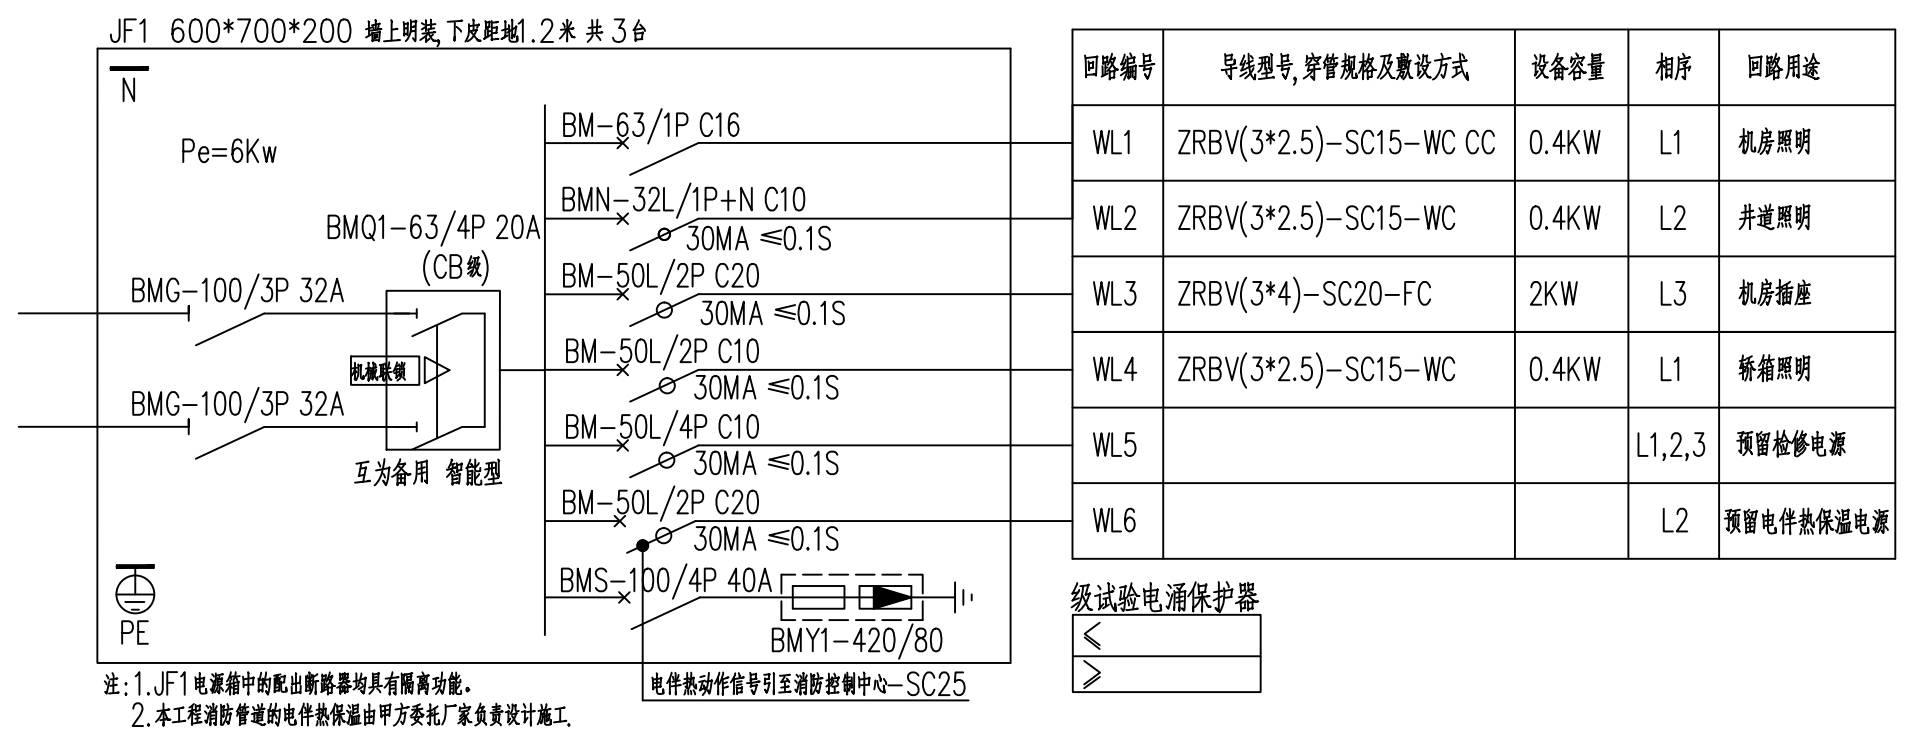 JF1 600*700*200 墙上明装,下皮距地1.2米 共 3台
N
Pe=6Kw
BMQ1-63/4P 20A
(CB级)
BMG-100/3P 32A
机械联锁
BMG-100/3P 32A
互为备用 智能型
PE
BM-63/1P C16
BMN-32L/1P+N C10
30MA ≤0.1S
BM-50L/2P C20
30MA ≤0.1S
BM-50L/2P C10
30MA ≤0.1S
BM-50L/4P C10
30MA ≤0.1S
BM-50L/2P C20
30MA ≤0.1S
BMS-100/4P 40A
BMY1-420/80
回路编号 导线型号,穿管规格及敷设方式 设备容量 相序 回路用途
WL1 ZRBV(3*2.5)-SC15-WC CC 0.4KW L1 机房照明
WL2 ZRBV(3*2.5)-SC15-WC 0.4KW L2 井道照明
WL3 ZRBV(3*4)-SC20-FC 2KW L3 机房插座
WL4 ZRBV(3*2.5)-SC15-WC 0.4KW L1 轿箱照明
WL5 L1,2,3 预留检修电源
WL6 L2 预留电伴热保温电源
级试验电涌保护器
≤
≥
电伴热动作信号引至消防控制中心-SC25
注:1.JF1电源箱中的配出断路器均具有隔离功能。
2.本工程消防管道的电伴热保温由甲方委托厂家负责设计施工.